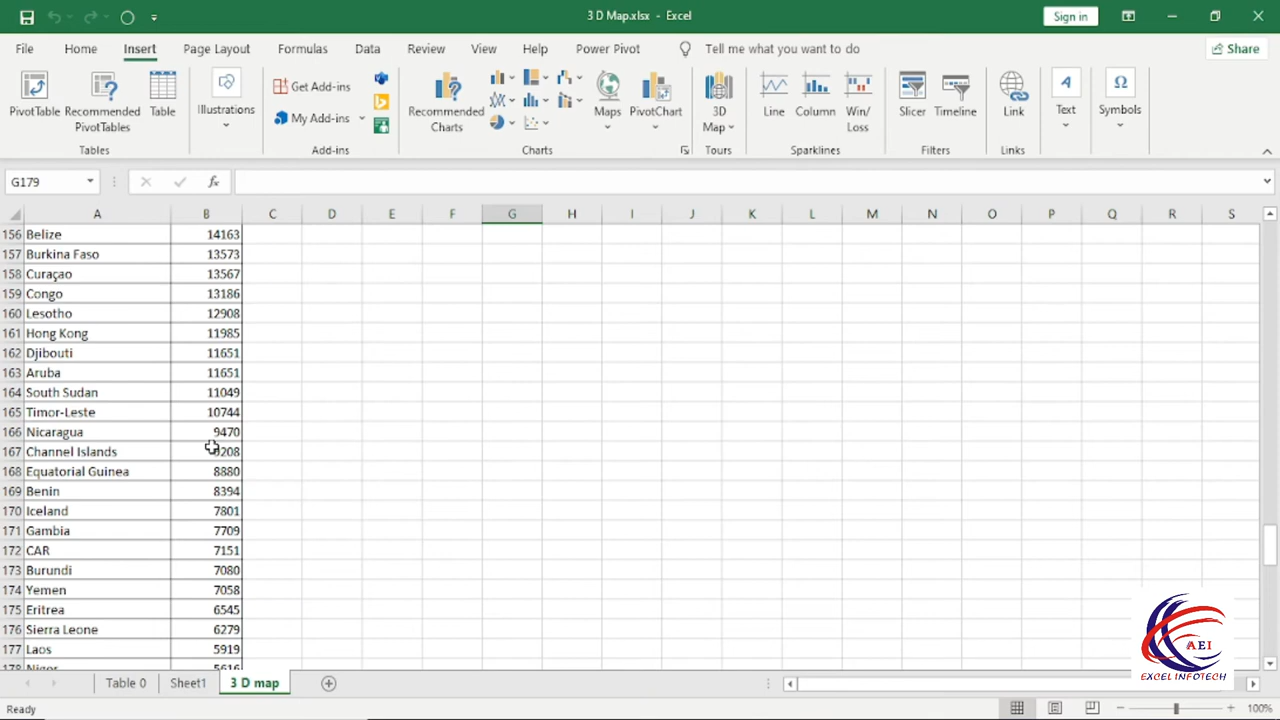 3 D Map.xlsx - Excel
Sign in
File Home Insert Page Layout Formulas Data Review View Help Power Pivot Tell me what you want to do Share
PivotTable
Recommended PivotTables
Table
Illustrations
Get Add-ins
My Add-ins
Recommended Charts
Maps
PivotChart
3D Map
Line
Column
Win/ Loss
Slicer
Timeline
Link
Text
Symbols
Tables Add-ins Charts Tours Sparklines Filters Links
G179 fx
A B C D E F G H I J K L M N O P Q R S
156 Belize 14163
157 Burkina Faso 13573
158 Curaçao 13567
159 Congo 13186
160 Lesotho 12908
161 Hong Kong 11985
162 Djibouti 11651
163 Aruba 11651
164 South Sudan 11049
165 Timor-Leste 10744
166 Nicaragua 9470
167 Channel Islands 9208
168 Equatorial Guinea 8880
169 Benin 8394
170 Iceland 7801
171 Gambia 7709
172 CAR 7151
173 Burundi 7080
174 Yemen 7058
175 Eritrea 6545
176 Sierra Leone 6279
177 Laos 5919
178 Niger 5616
AEI
EXCEL INFOTECH
Table 0 Sheet1 3 D map
Ready 100%